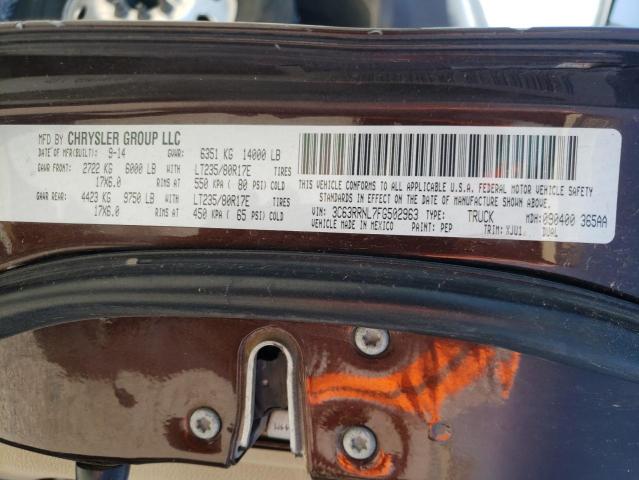 MFD BY CHRYSLER GROUP LLC
DATE OF MFR(BUILT): 9-14 GVWR: 6351 KG 14000 LB
GAWR FRONT: 2722 KG 6000 LB WITH LT235/80R17E TIRES
17X6.0 RIMS AT 550 KPA ( 80 PSI) COLD
GAWR REAR: 4423 KG 9750 LB WITH LT235/80R17E TIRES
17X6.0 RIMS AT 450 KPA ( 65 PSI) COLD
THIS VEHICLE CONFORMS TO ALL APPLICABLE U.S.A. FEDERAL MOTOR VEHICLE SAFETY
STANDARDS IN EFFECT ON THE DATE OF MANUFACTURE SHOWN ABOVE.
VIN: 3C63RRNL7FG502963 TYPE: TRUCK MDH: 090400 365AA
VEHICLE MADE IN MEXICO PAINT: PEP TRIM: XJU1 DUAL